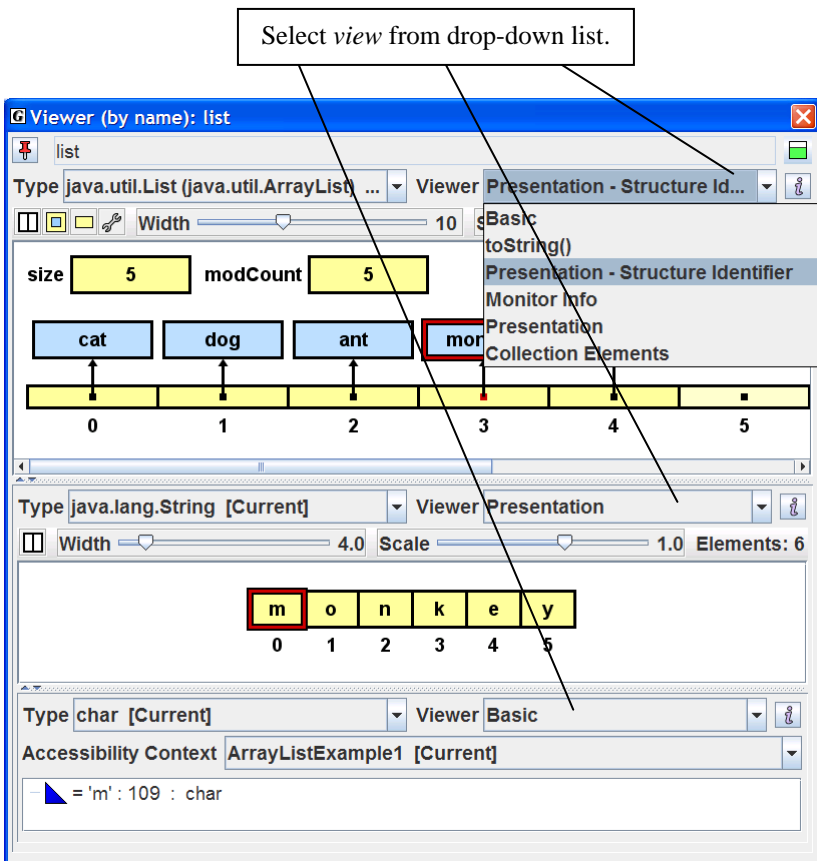 Select view from drop-down list.
G Viewer (by name): list
list
Type java.util.List (java.util.ArrayList) ... Viewer Presentation - Structure Id... i
Width 10 S
Basic
toString()
Presentation - Structure Identifier
Monitor Info
Presentation
Collection Elements
size 5 modCount 5
cat dog ant mon
0 1 2 3 4 5
Type java.lang.String [Current] Viewer Presentation i
Width 4.0 Scale 1.0 Elements: 6
m o n k e y
0 1 2 3 4 5
Type char [Current] Viewer Basic i
Accessibility Context ArrayListExample1 [Current]
= 'm' : 109 : char